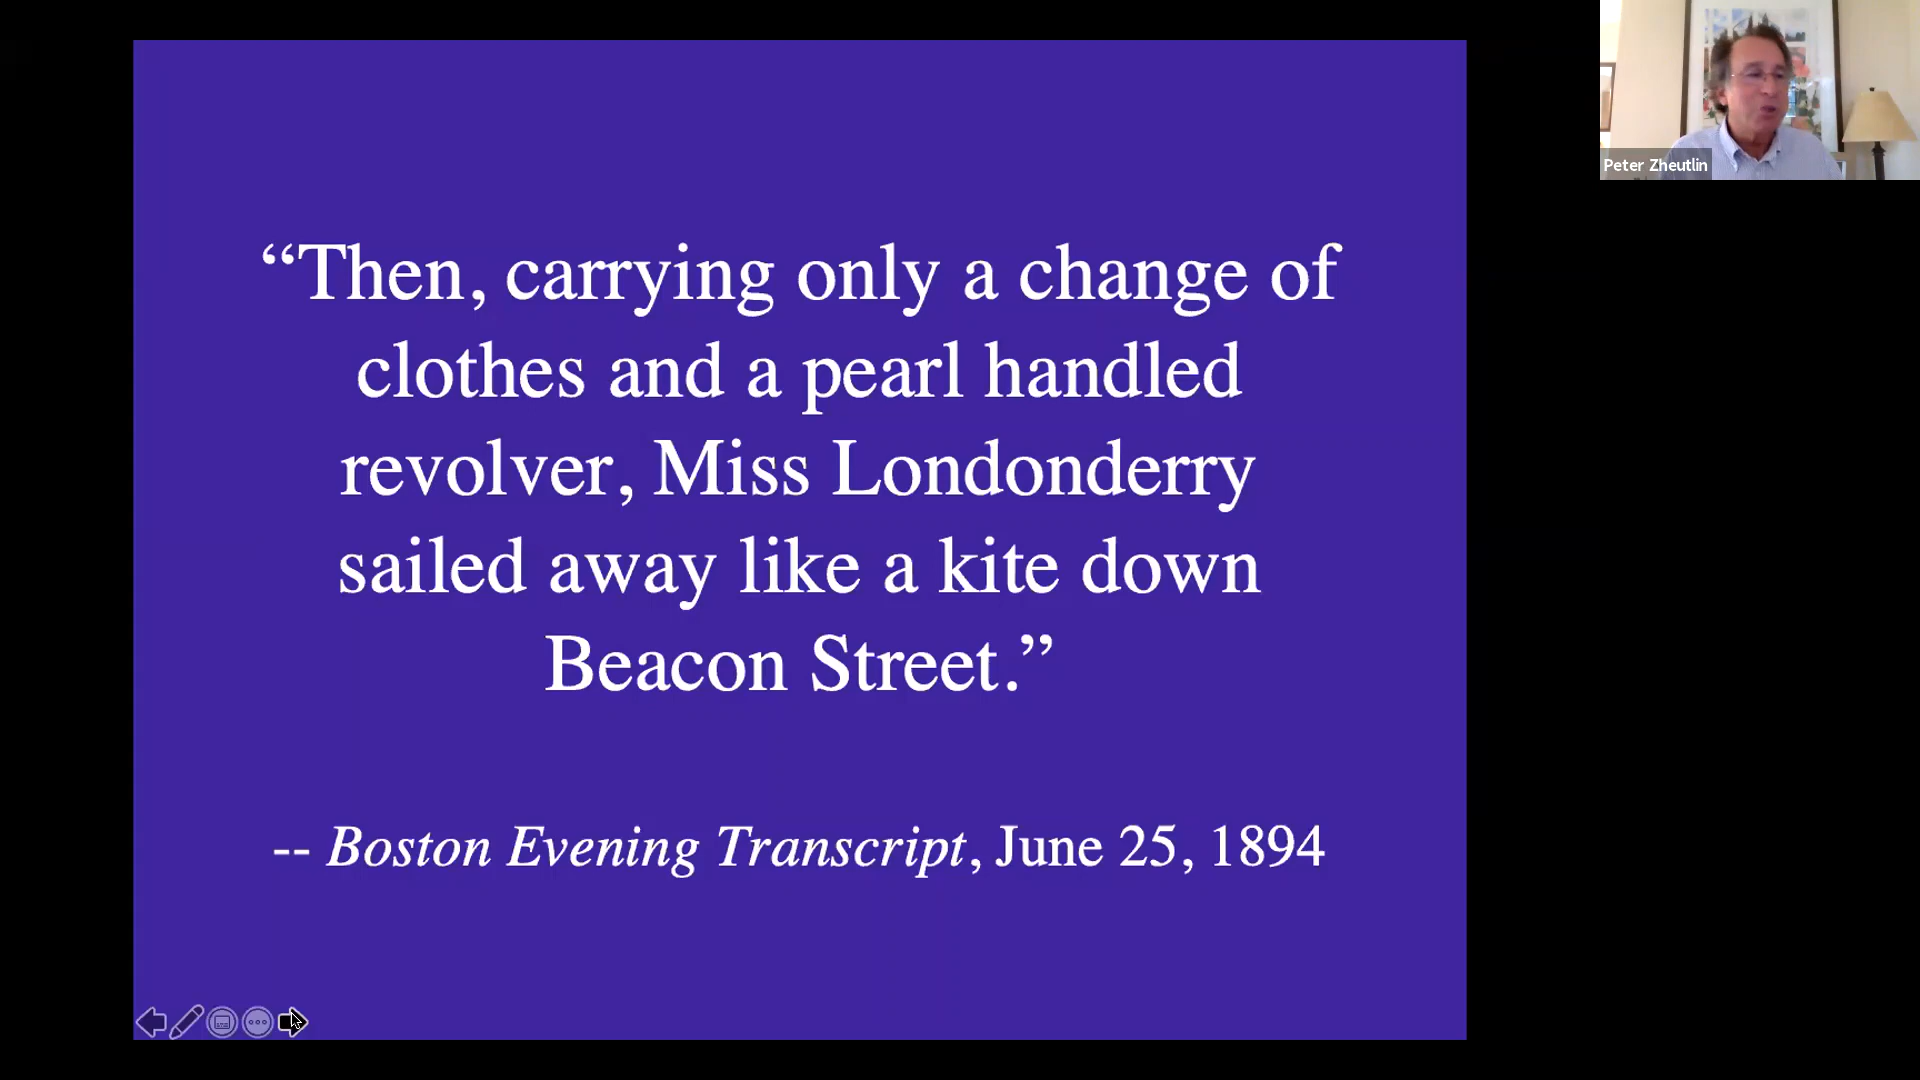 “Then, carrying only a change of
clothes and a pearl handled
revolver, Miss Londonderry
sailed away like a kite down
Beacon Street.”
-- Boston Evening Transcript, June 25, 1894
Peter Zheutlin